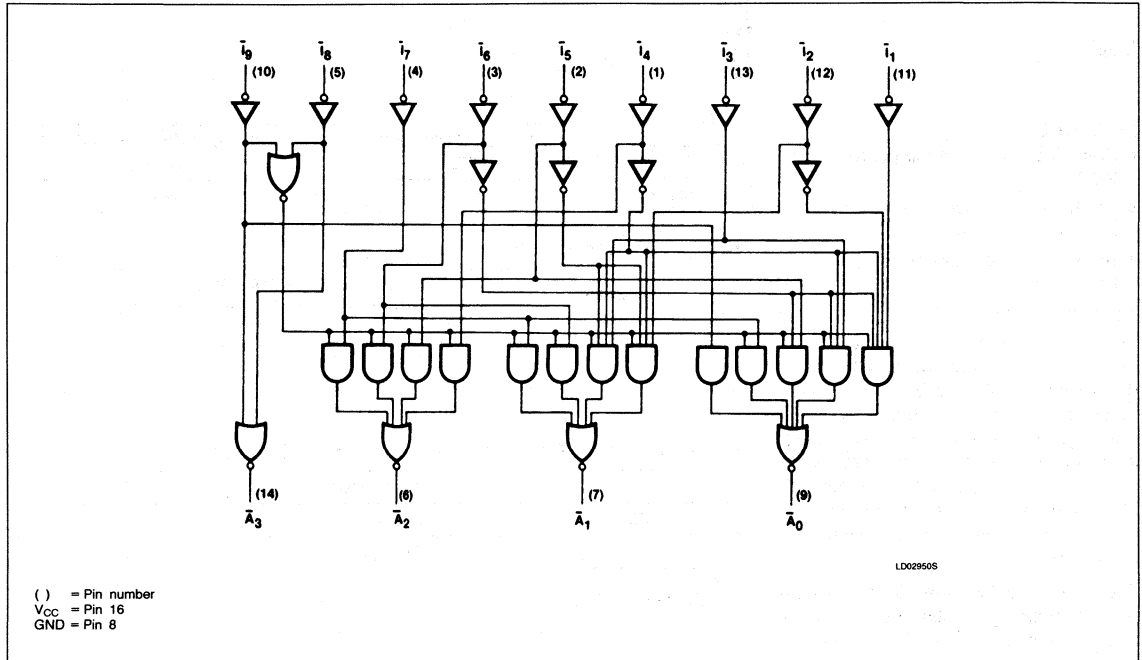 Ī₉ Ī₈ Ī₇ Ī₆ Ī₅ Ī₄ Ī₃ Ī₂ Ī₁
(10) (5) (4) (3) (2) (1) (13) (12) (11)
(14) (6) (7) (9)
Ā₃ Ā₂ Ā₁ Ā₀
LD02950S
( ) = Pin number
V_CC = Pin 16
GND = Pin 8